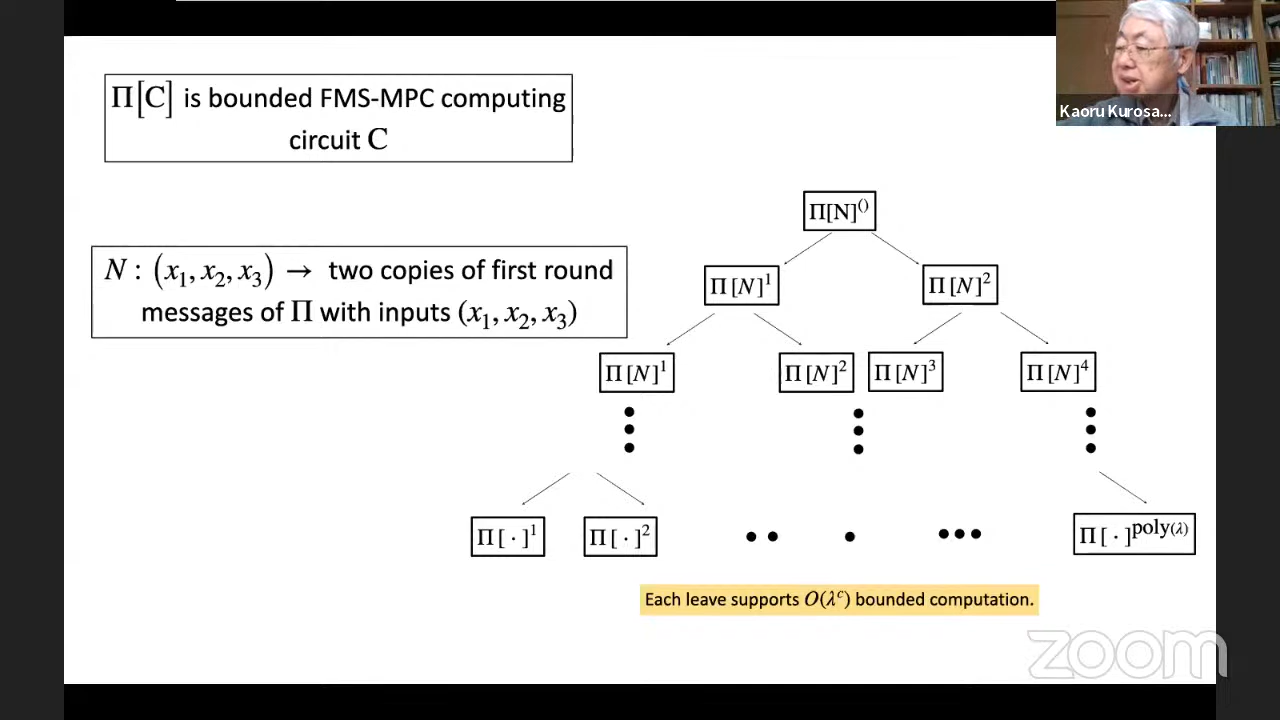 Kaoru Kurosa...
Π[C] is bounded FMS-MPC computing
circuit C
N : (x₁, x₂, x₃) → two copies of first round
messages of Π with inputs (x₁, x₂, x₃)
Π[N]⁽⁾
Π[N]¹ Π[N]²
Π[N]¹ Π[N]² Π[N]³ Π[N]⁴
Π[ · ]¹ Π[ · ]² Π[ · ]^poly(λ)
Each leave supports O(λᶜ) bounded computation.
zoom